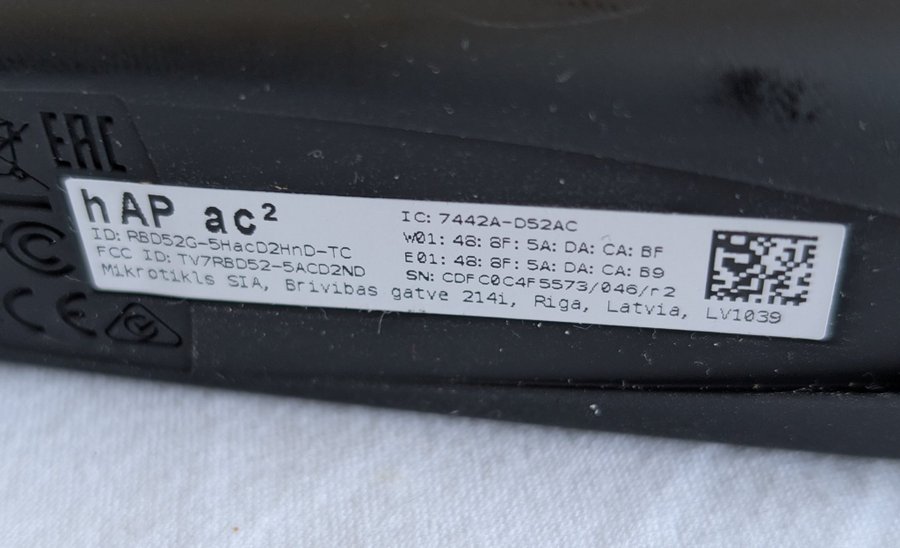 EAC
hAP ac²
ID: RBD52G-5HacD2HnD-TC
FCC ID: TV7RBD52-5ACD2ND
IC: 7442A-D52AC
W01: 48: 8F: 5A: DA: CA: BF
E01: 48: 8F: 5A: DA: CA: B9
SN: CDFC0C4F5573/046/r2
Mikrotikls SIA, Brivibas gatve 214i, Riga, Latvia, LV1039
CE